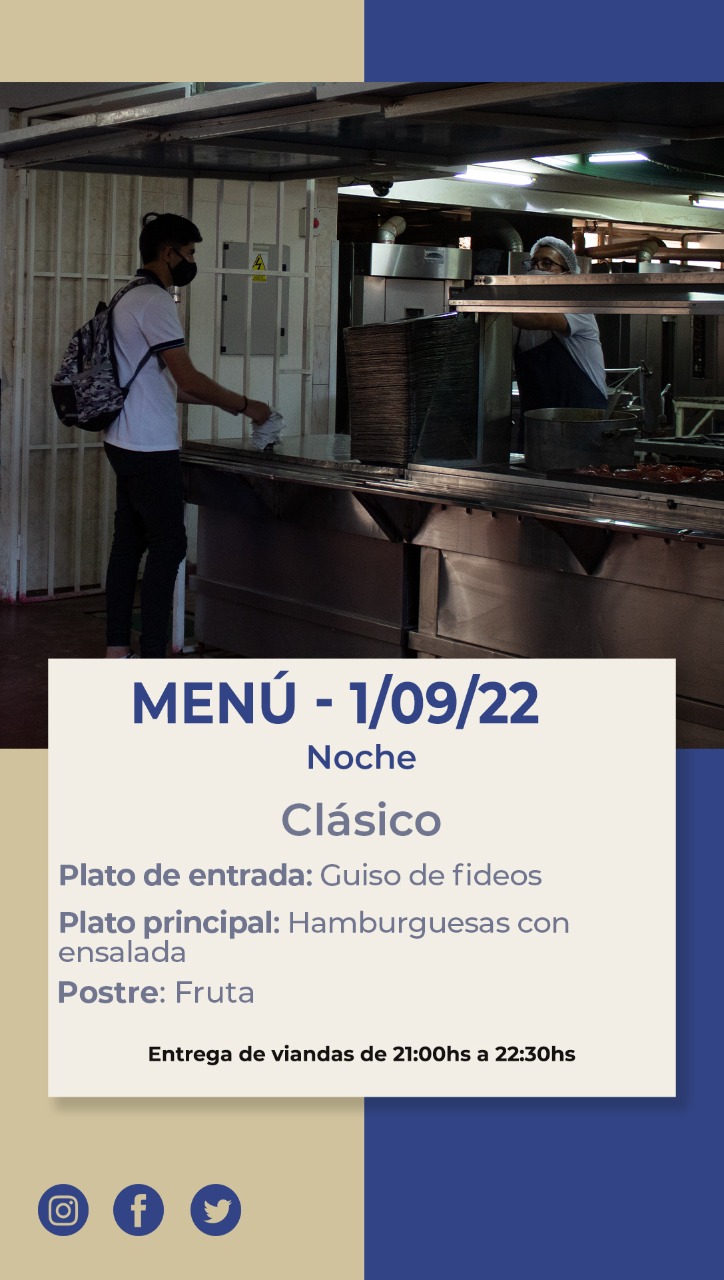 MENÚ - 1/09/22
Noche
Clásico
Plato de entrada: Guiso de fideos
Plato principal: Hamburguesas con
ensalada
Postre: Fruta
Entrega de viandas de 21:00hs a 22:30hs